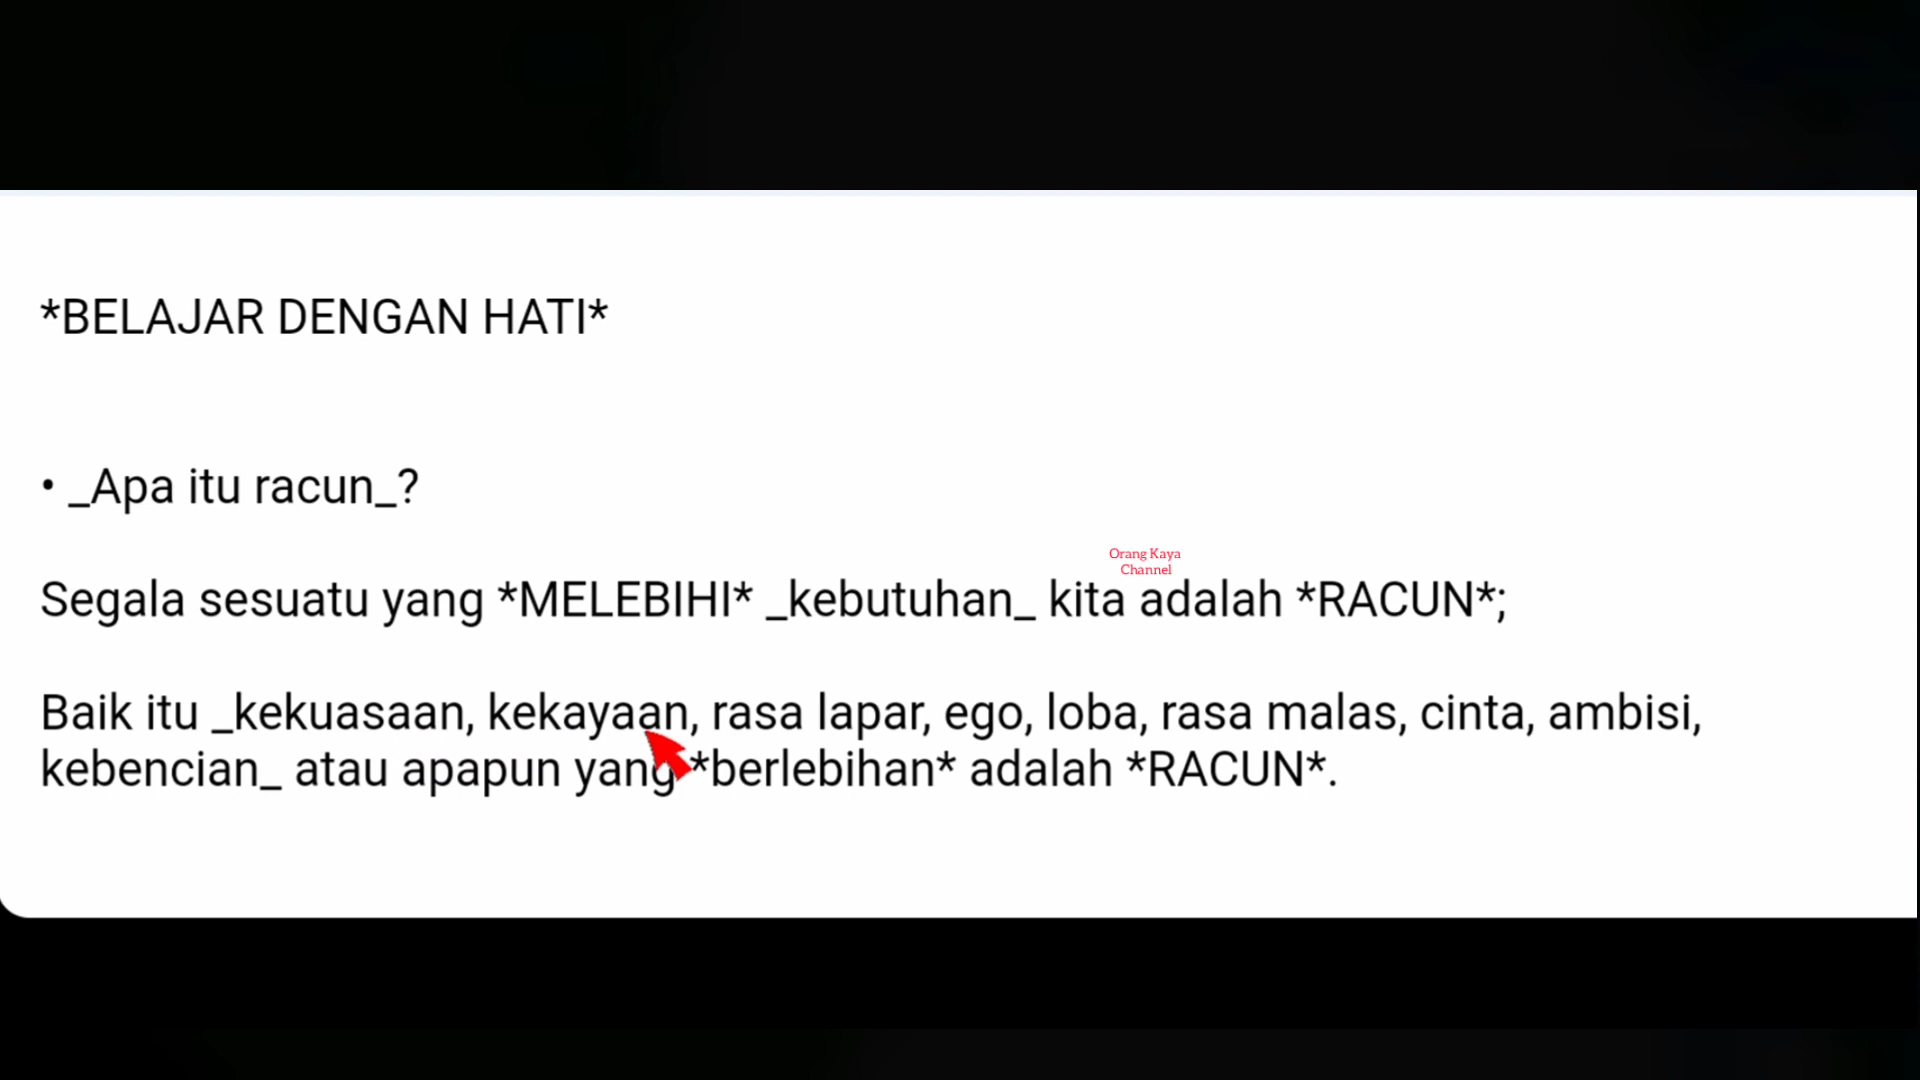 *BELAJAR DENGAN HATI*
• _Apa itu racun_?
Orang Kaya
Channel
Segala sesuatu yang *MELEBIHI* _kebutuhan_ kita adalah *RACUN*;
Baik itu _kekuasaan, kekayaan, rasa lapar, ego, loba, rasa malas, cinta, ambisi,
kebencian_ atau apapun yang *berlebihan* adalah *RACUN*.